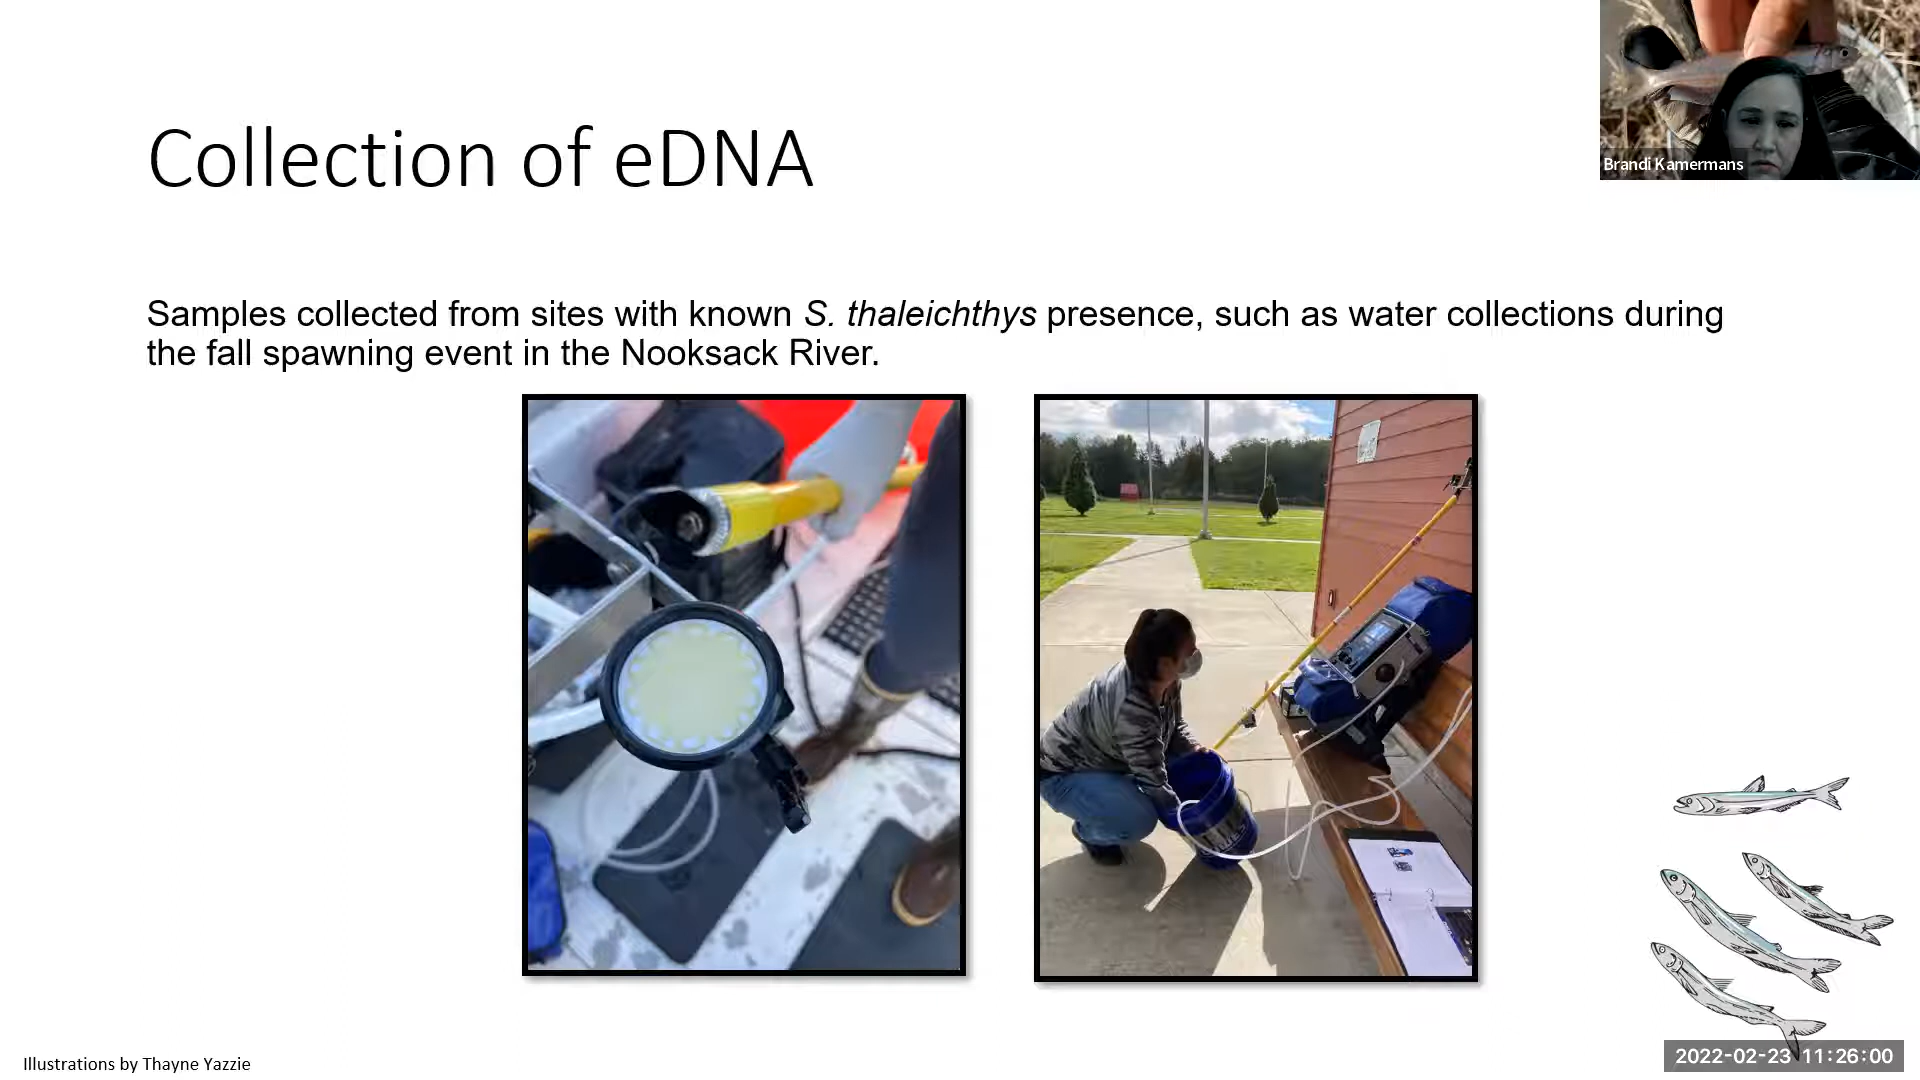 Brandi Kamermans
Collection of eDNA
Samples collected from sites with known S. thaleichthys presence, such as water collections during
the fall spawning event in the Nooksack River.
Illustrations by Thayne Yazzie
2022-02-23 11:26:00